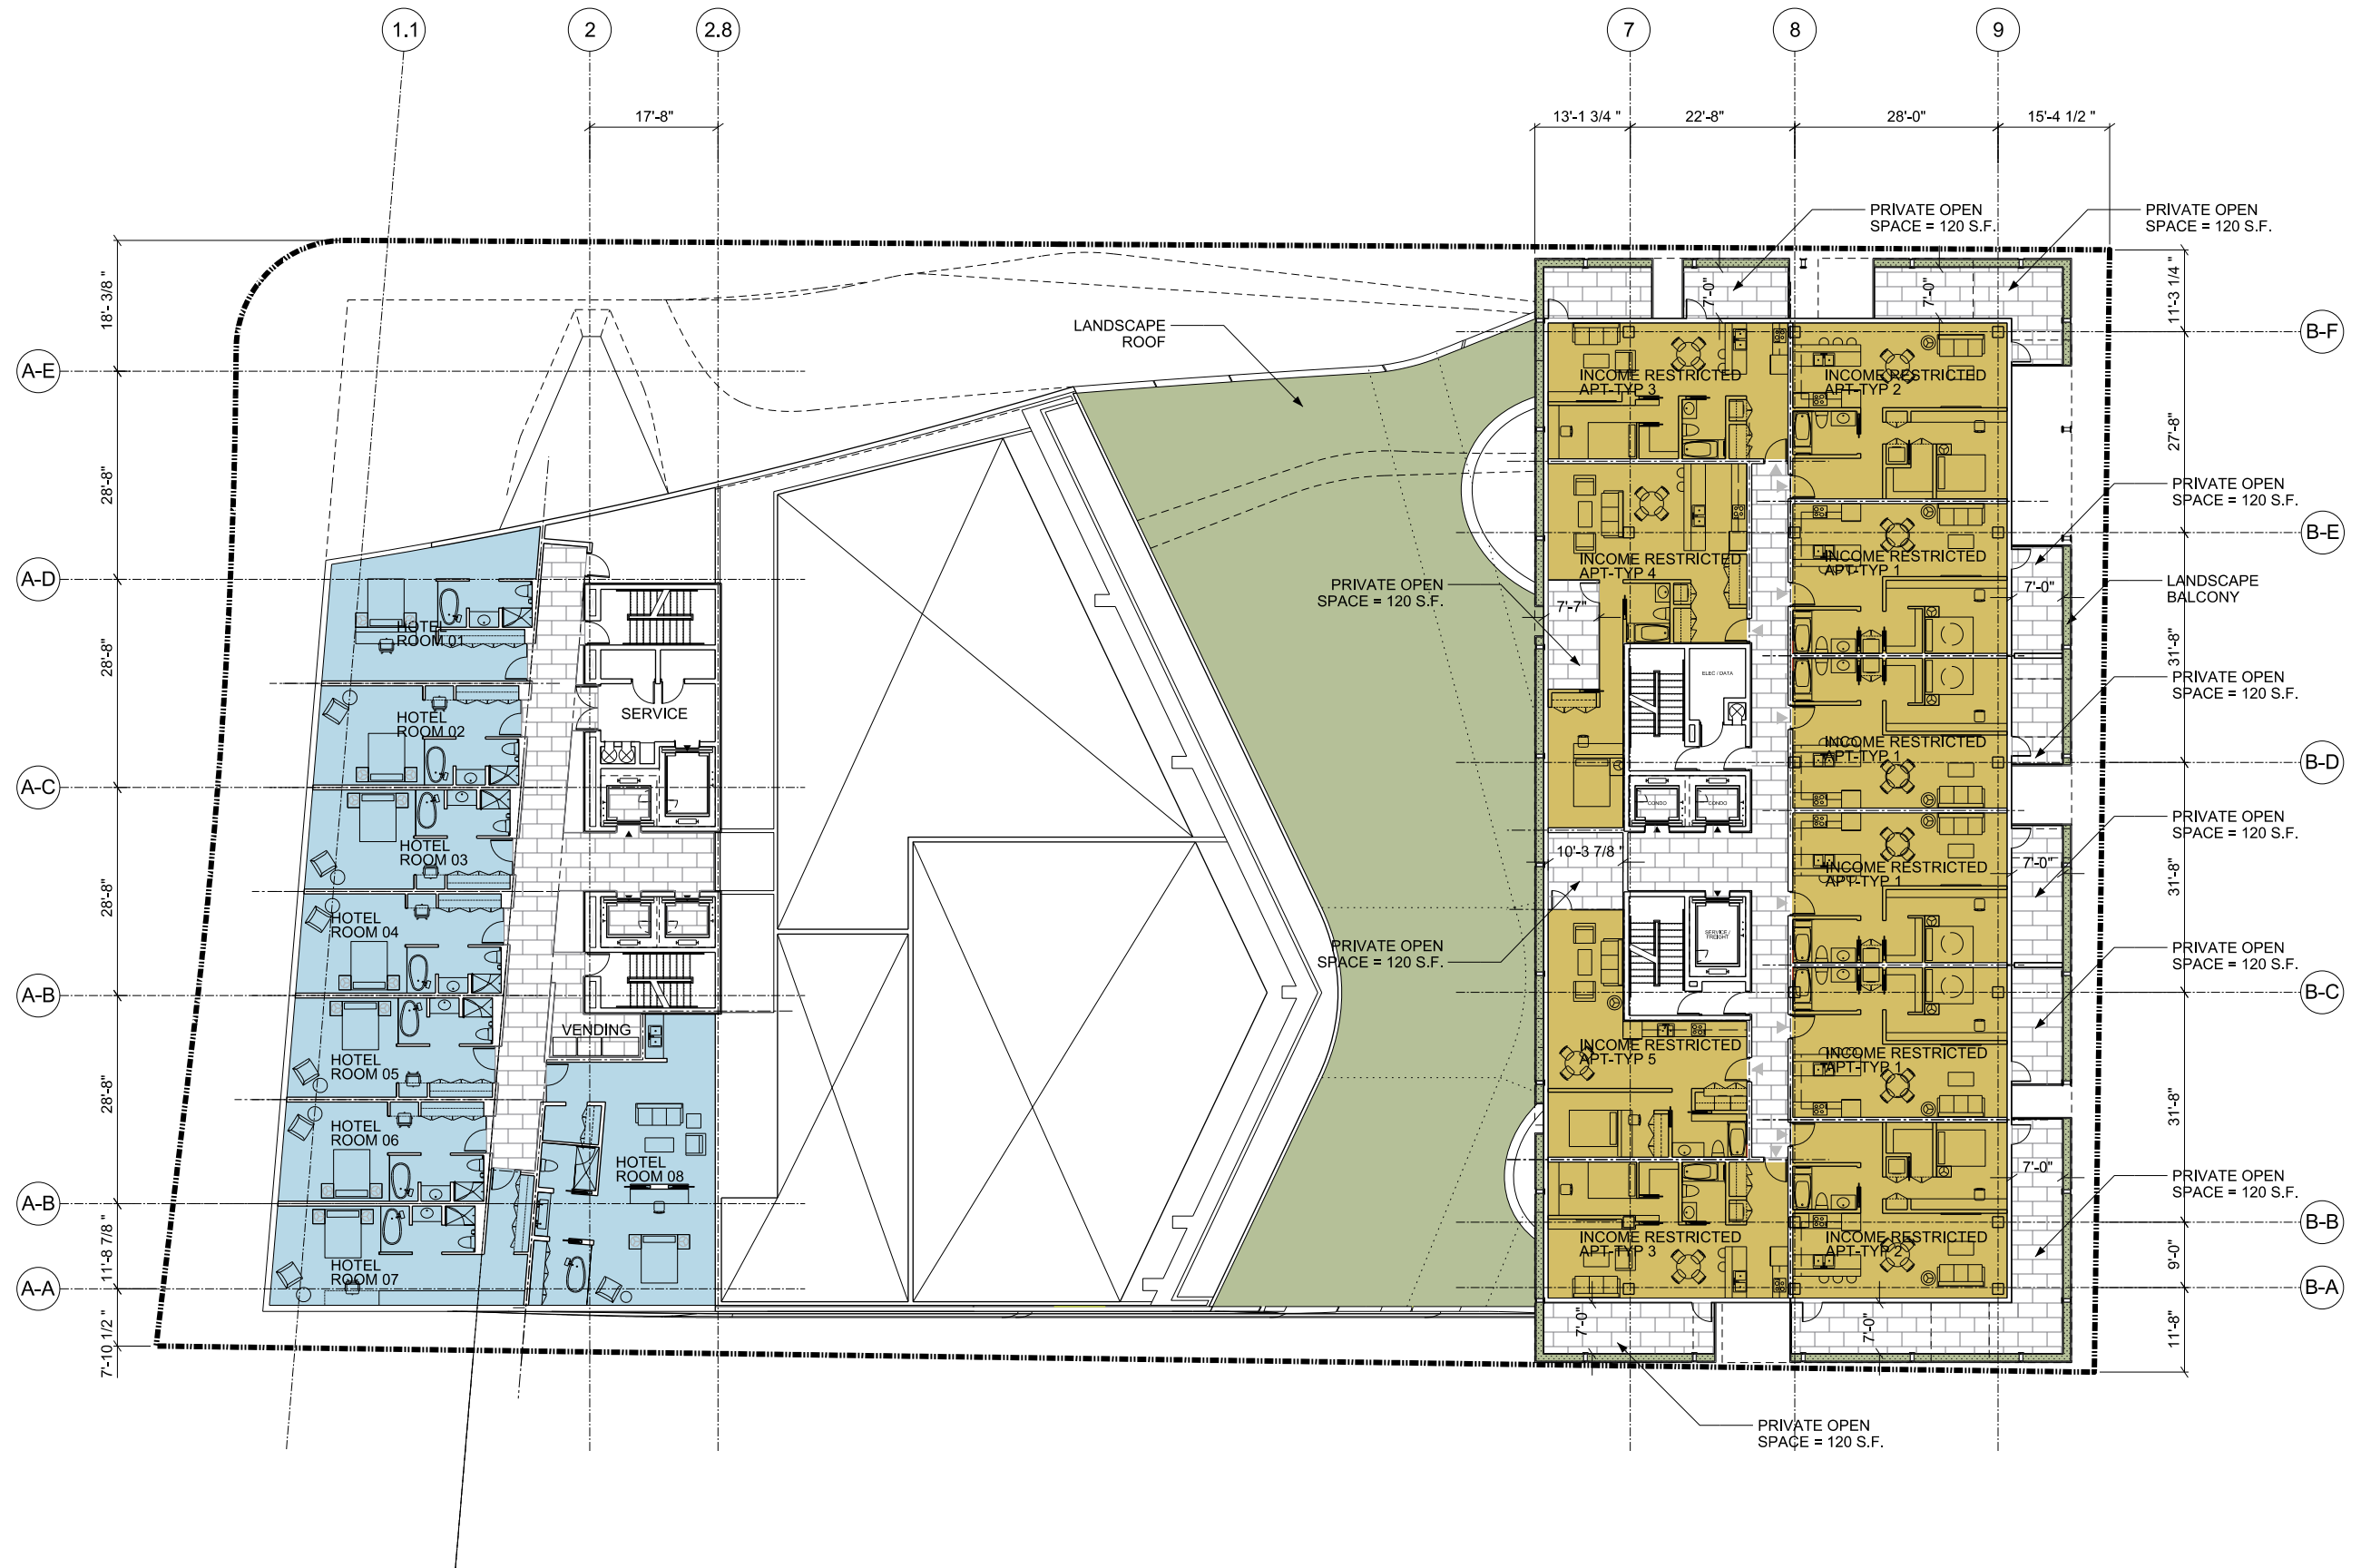 1.1
2
2.8
7
8
9
17'-8"
13'-1 3/4 "
22'-8"
28'-0"
15'-4 1/2 "
PRIVATE OPEN
SPACE = 120 S.F.
PRIVATE OPEN
SPACE = 120 S.F.
18'- 3/8 "
11'-3 1/4 "
7'-0"
7'-0"
LANDSCAPE
ROOF
B-F
A-E
INCOME RESTRICTED
APT-TYP 3
INCOME RESTRICTED
APT-TYP 2
27'-8"
28'-8"
PRIVATE OPEN
SPACE = 120 S.F.
B-E
A-D
INCOME RESTRICTED
APT-TYP 4
INCOME RESTRICTED
APT-TYP 1
PRIVATE OPEN
SPACE = 120 S.F.
7'-7"
7'-0"
LANDSCAPE
BALCONY
HOTEL
ROOM 01
28'-8"
31'-8"
ELEC / DATA
PRIVATE OPEN
SPACE = 120 S.F.
HOTEL
ROOM 02
SERVICE
INCOME RESTRICTED
APT-TYP 1
B-D
A-C
CONDO
CONDO
PRIVATE OPEN
SPACE = 120 S.F.
HOTEL
ROOM 03
10'-3 7/8 "
INCOME RESTRICTED
APT-TYP 1
7'-0"
28'-8"
31'-8"
HOTEL
ROOM 04
SERVICE /
FREIGHT
PRIVATE OPEN
SPACE = 120 S.F.
PRIVATE OPEN
SPACE = 120 S.F.
A-B
B-C
VENDING
HOTEL
ROOM 05
INCOME RESTRICTED
APT-TYP 5
INCOME RESTRICTED
APT-TYP 1
28'-8"
31'-8"
HOTEL
ROOM 06
HOTEL
ROOM 08
7'-0"
PRIVATE OPEN
SPACE = 120 S.F.
A-B
B-B
INCOME RESTRICTED
APT-TYP 3
INCOME RESTRICTED
APT-TYP 2
11'-8 7/8 "
9'-0"
HOTEL
ROOM 07
A-A
B-A
7'-0"
7'-0"
7'-10 1/2 "
11'-8"
PRIVATE OPEN
SPACE = 120 S.F.